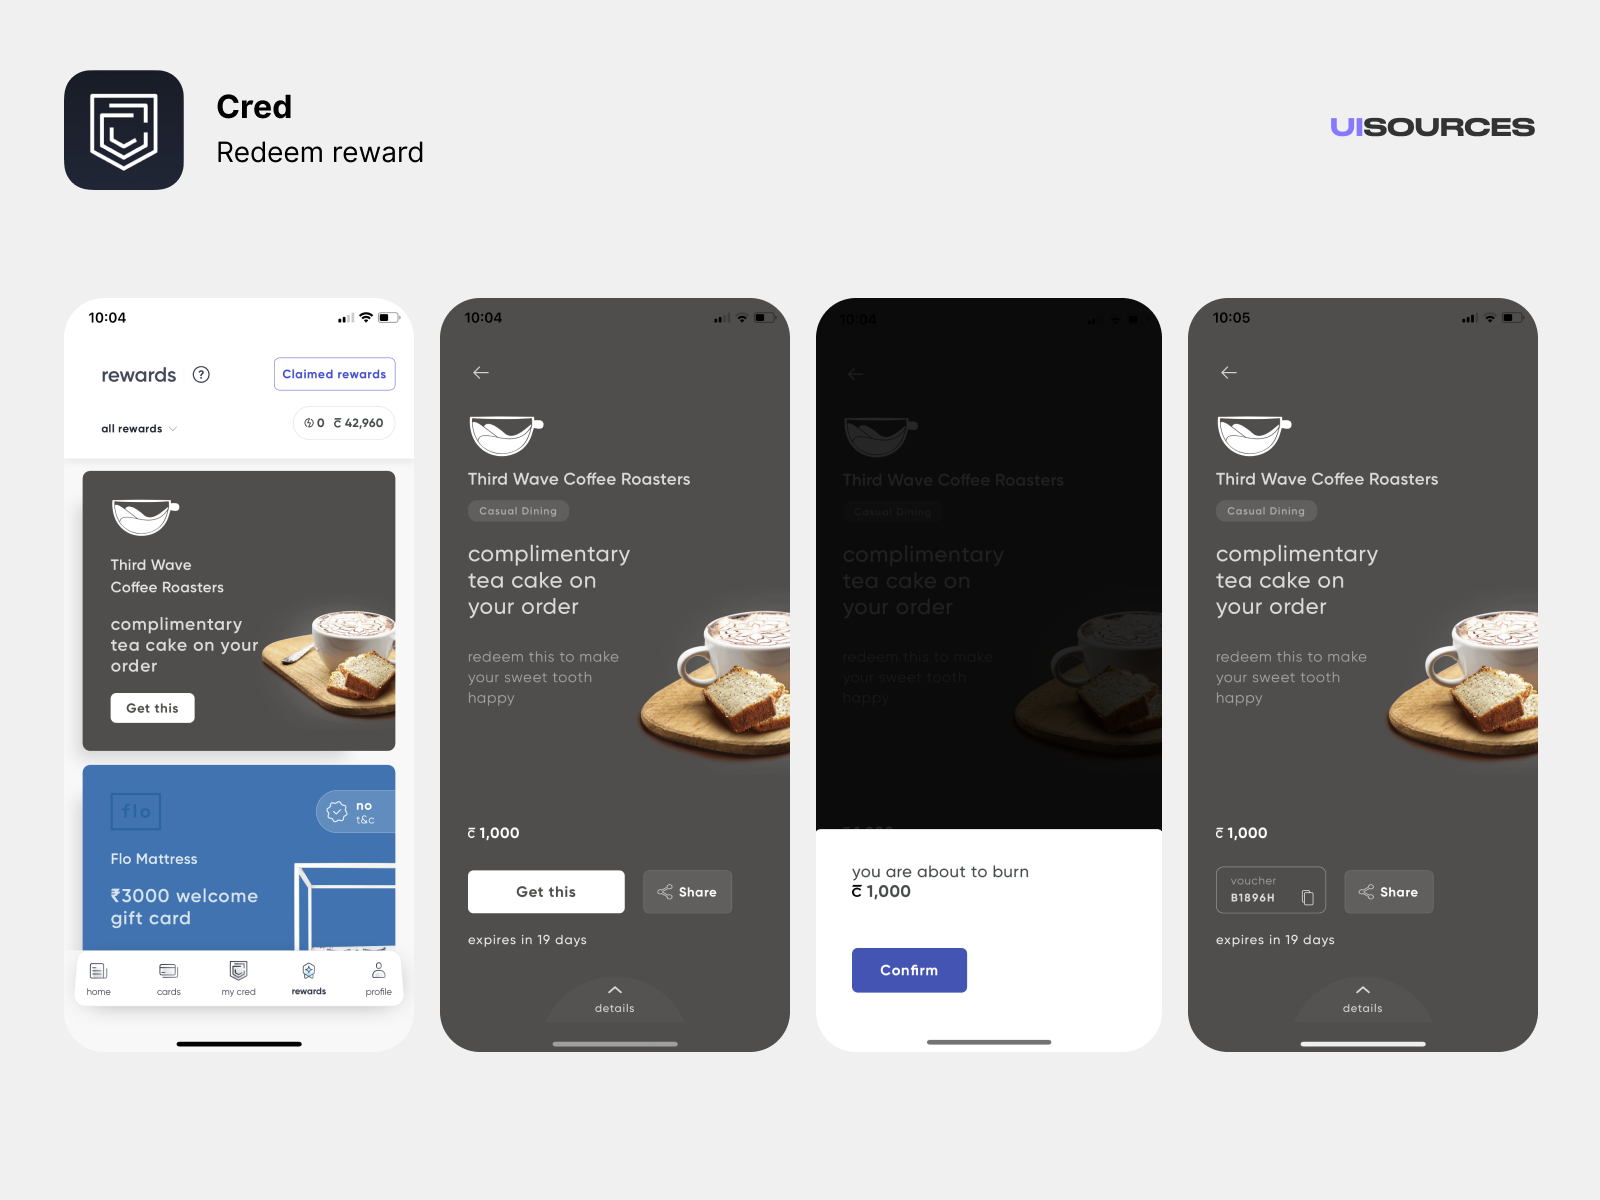 Cred
Redeem reward
UISOURCES
10:04
rewards ?
Claimed rewards
all rewards
0 42,960
Third Wave
Coffee Roasters
complimentary
tea cake on your
order
Get this
flo
no
t&c
Flo Mattress
₹3000 welcome
gift card
home
cards
my cred
rewards
profile
10:04
Third Wave Coffee Roasters
Casual Dining
complimentary
tea cake on
your order
redeem this to make
your sweet tooth
happy
1,000
Get this
Share
expires in 19 days
details
10:04
Third Wave Coffee Roasters
Casual Dining
complimentary
tea cake on
your order
redeem this to make
your sweet tooth
happy
you are about to burn
1,000
Confirm
10:05
Third Wave Coffee Roasters
Casual Dining
complimentary
tea cake on
your order
redeem this to make
your sweet tooth
happy
1,000
voucher
B1896H
Share
expires in 19 days
details